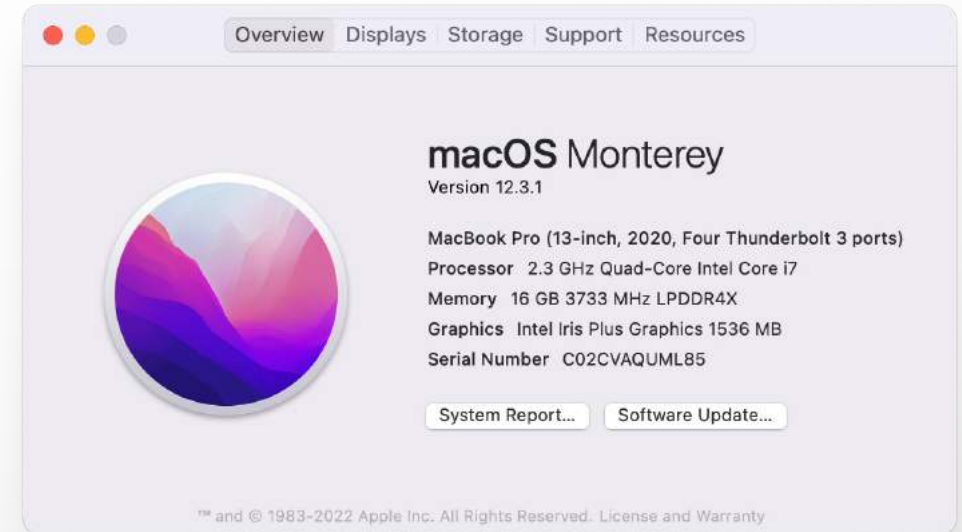 Overview Displays Storage Support Resources
macOS Monterey
Version 12.3.1
MacBook Pro (13-inch, 2020, Four Thunderbolt 3 ports)
Processor 2.3 GHz Quad-Core Intel Core i7
Memory 16 GB 3733 MHz LPDDR4X
Graphics Intel Iris Plus Graphics 1536 MB
Serial Number C02CVAQUML85
System Report... Software Update...
™ and © 1983-2022 Apple Inc. All Rights Reserved. License and Warranty